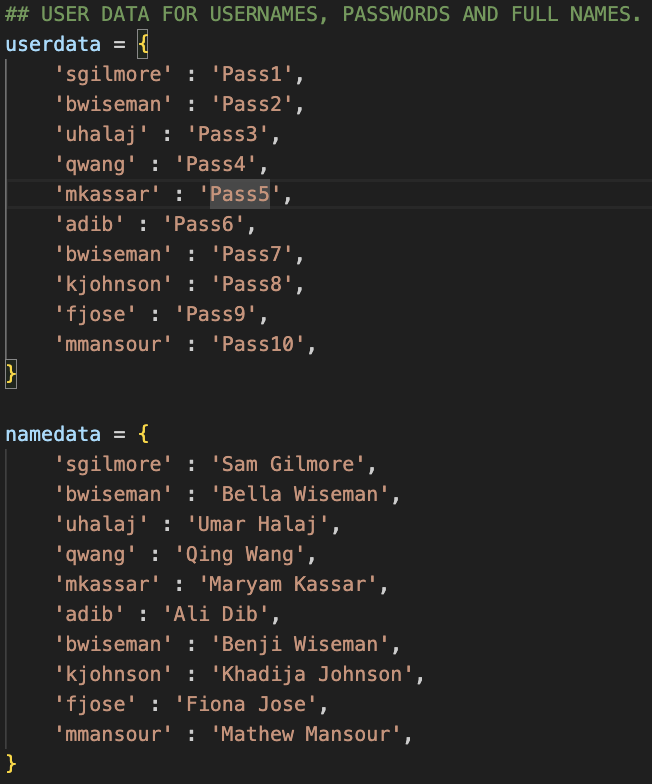 ## USER DATA FOR USERNAMES, PASSWORDS AND FULL NAMES.
userdata = {
    'sgilmore' : 'Pass1',
    'bwiseman' : 'Pass2',
    'uhalaj' : 'Pass3',
    'qwang' : 'Pass4',
    'mkassar' : 'Pass5',
    'adib' : 'Pass6',
    'bwiseman' : 'Pass7',
    'kjohnson' : 'Pass8',
    'fjose' : 'Pass9',
    'mmansour' : 'Pass10',
}

namedata = {
    'sgilmore' : 'Sam Gilmore',
    'bwiseman' : 'Bella Wiseman',
    'uhalaj' : 'Umar Halaj',
    'qwang' : 'Qing Wang',
    'mkassar' : 'Maryam Kassar',
    'adib' : 'Ali Dib',
    'bwiseman' : 'Benji Wiseman',
    'kjohnson' : 'Khadija Johnson',
    'fjose' : 'Fiona Jose',
    'mmansour' : 'Mathew Mansour',
}